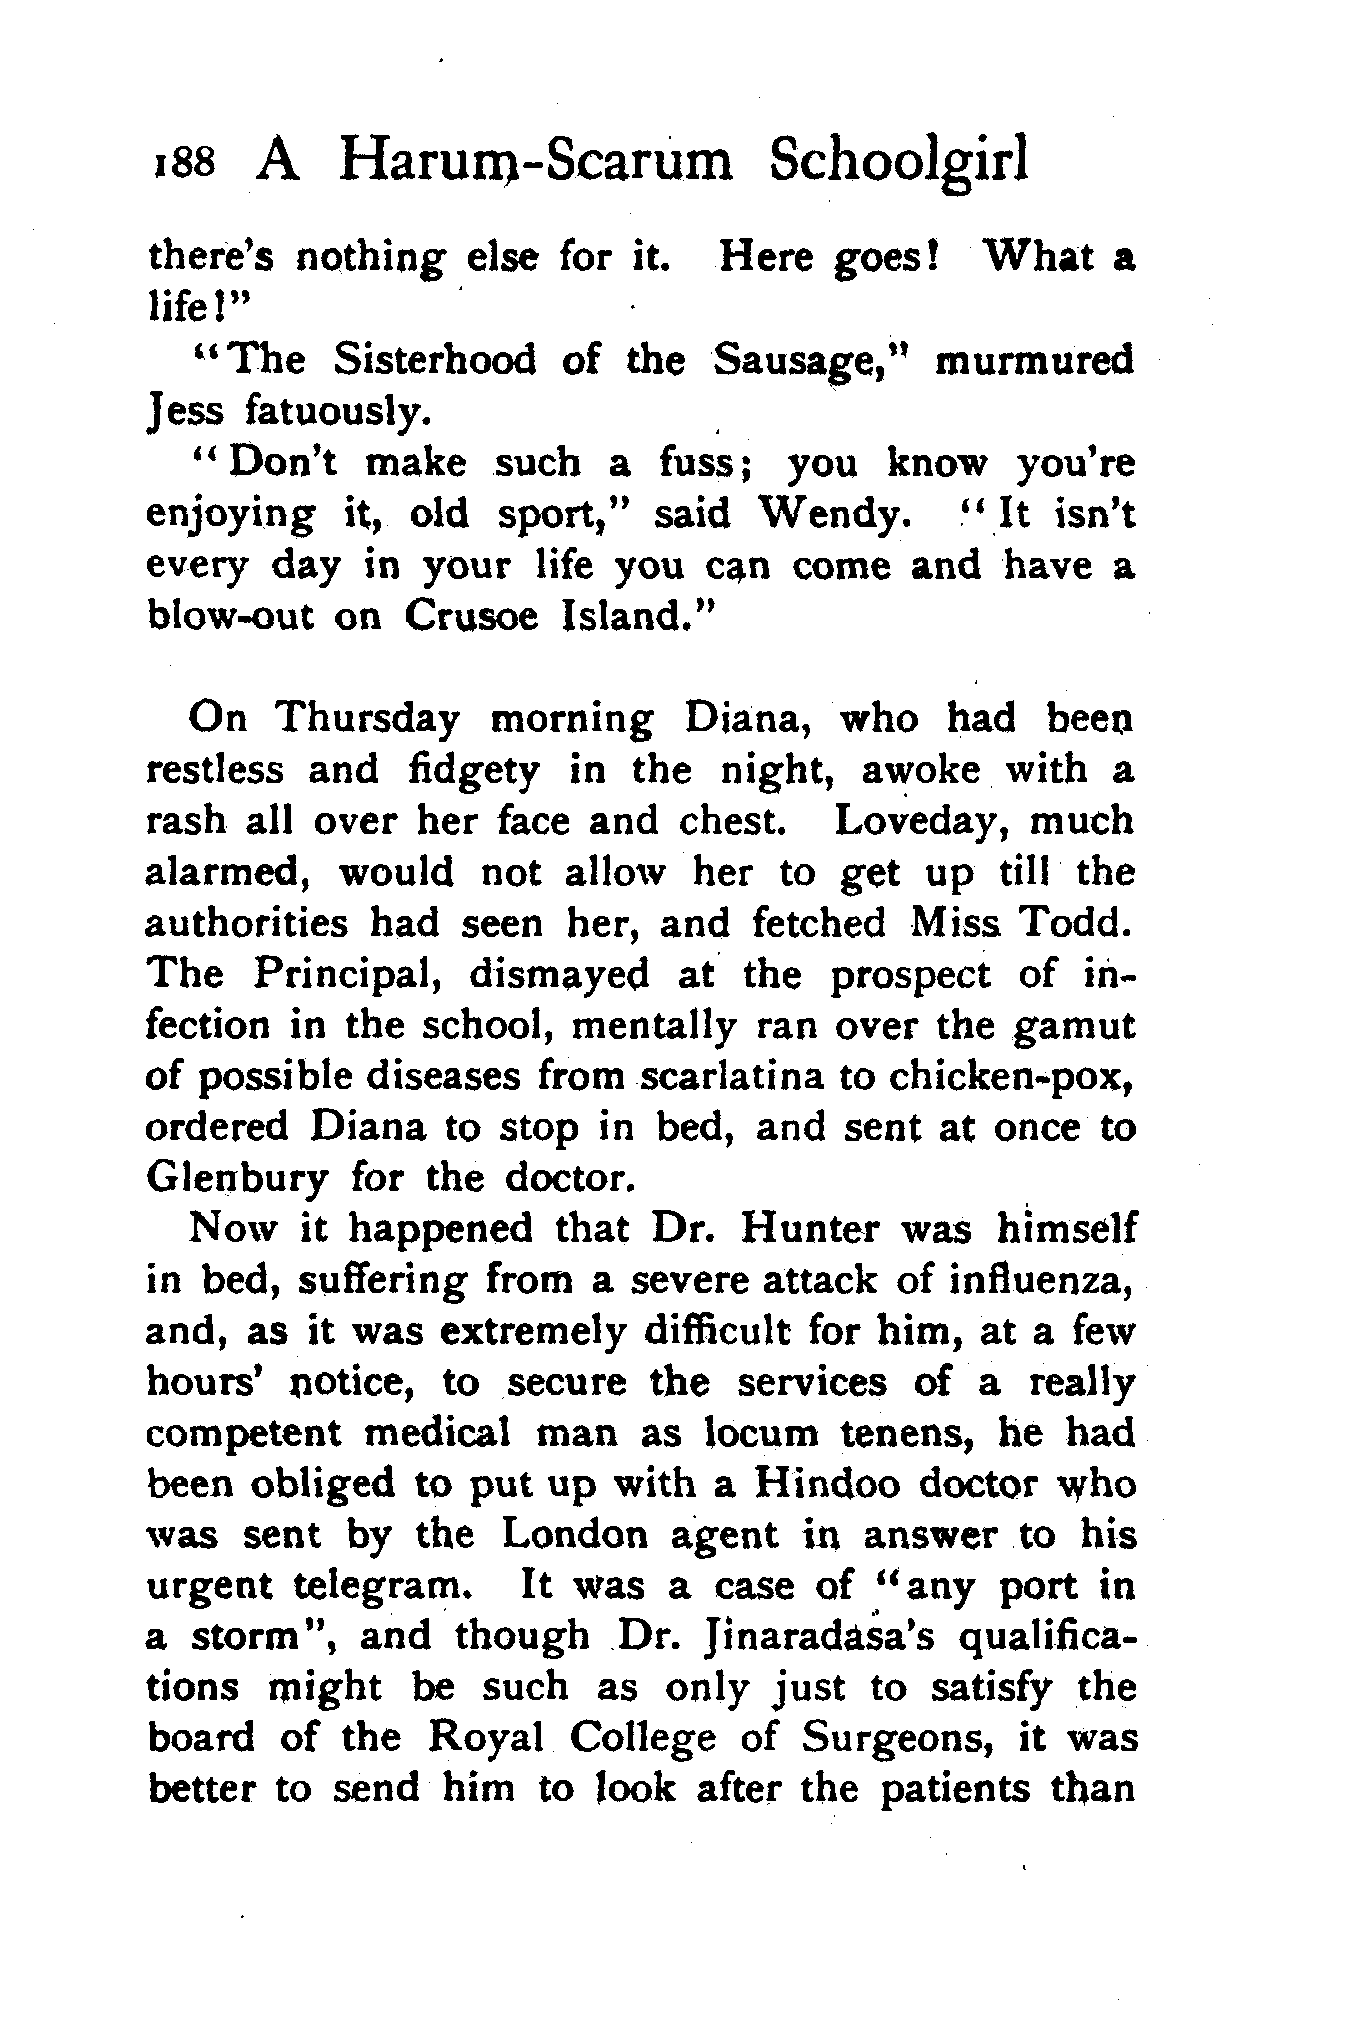 188 A Harum-Scarum Schoolgirl
there's nothing else for it. Here goes! What a
life!"
"The Sisterhood of the Sausage," murmured
Jess fatuously.
"Don't make such a fuss; you know you're
enjoying it, old sport," said Wendy. "It isn't
every day in your life you can come and have a
blow-out on Crusoe Island."
On Thursday morning Diana, who had been
restless and fidgety in the night, awoke with a
rash all over her face and chest. Loveday, much
alarmed, would not allow her to get up till the
authorities had seen her, and fetched Miss Todd.
The Principal, dismayed at the prospect of in-
fection in the school, mentally ran over the gamut
of possible diseases from scarlatina to chicken-pox,
ordered Diana to stop in bed, and sent at once to
Glenbury for the doctor.
Now it happened that Dr. Hunter was himself
in bed, suffering from a severe attack of influenza,
and, as it was extremely difficult for him, at a few
hours' notice, to secure the services of a really
competent medical man as locum tenens, he had
been obliged to put up with a Hindoo doctor who
was sent by the London agent in answer to his
urgent telegram. It was a case of "any port in
a storm", and though Dr. Jinaradasa's qualifica-
tions might be such as only just to satisfy the
board of the Royal College of Surgeons, it was
better to send him to look after the patients than